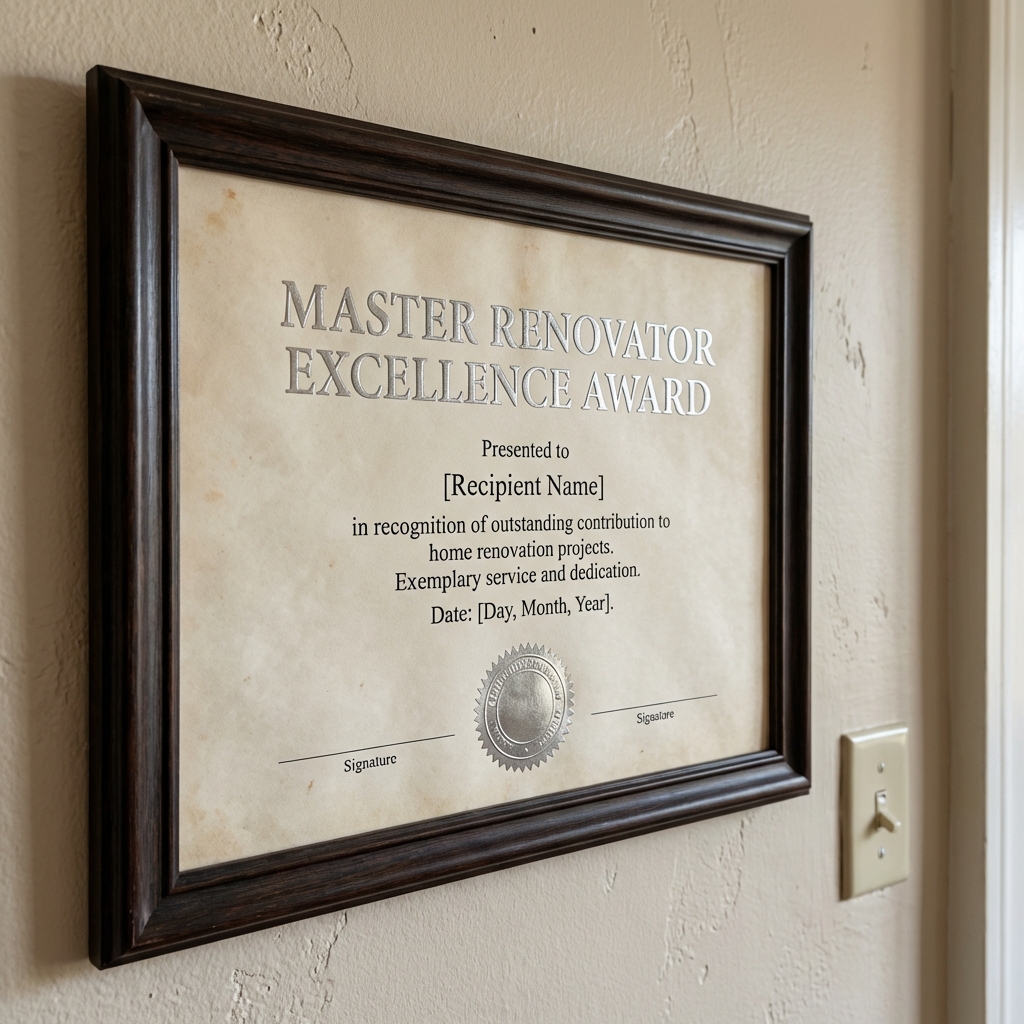 MASTER RENOVATOR
EXCELLENCE AWARD
Presented to
[Recipient Name]
in recognition of outstanding contribution to
home renovation projects.
Exemplary service and dedication.
Date: [Day, Month, Year].
Signature